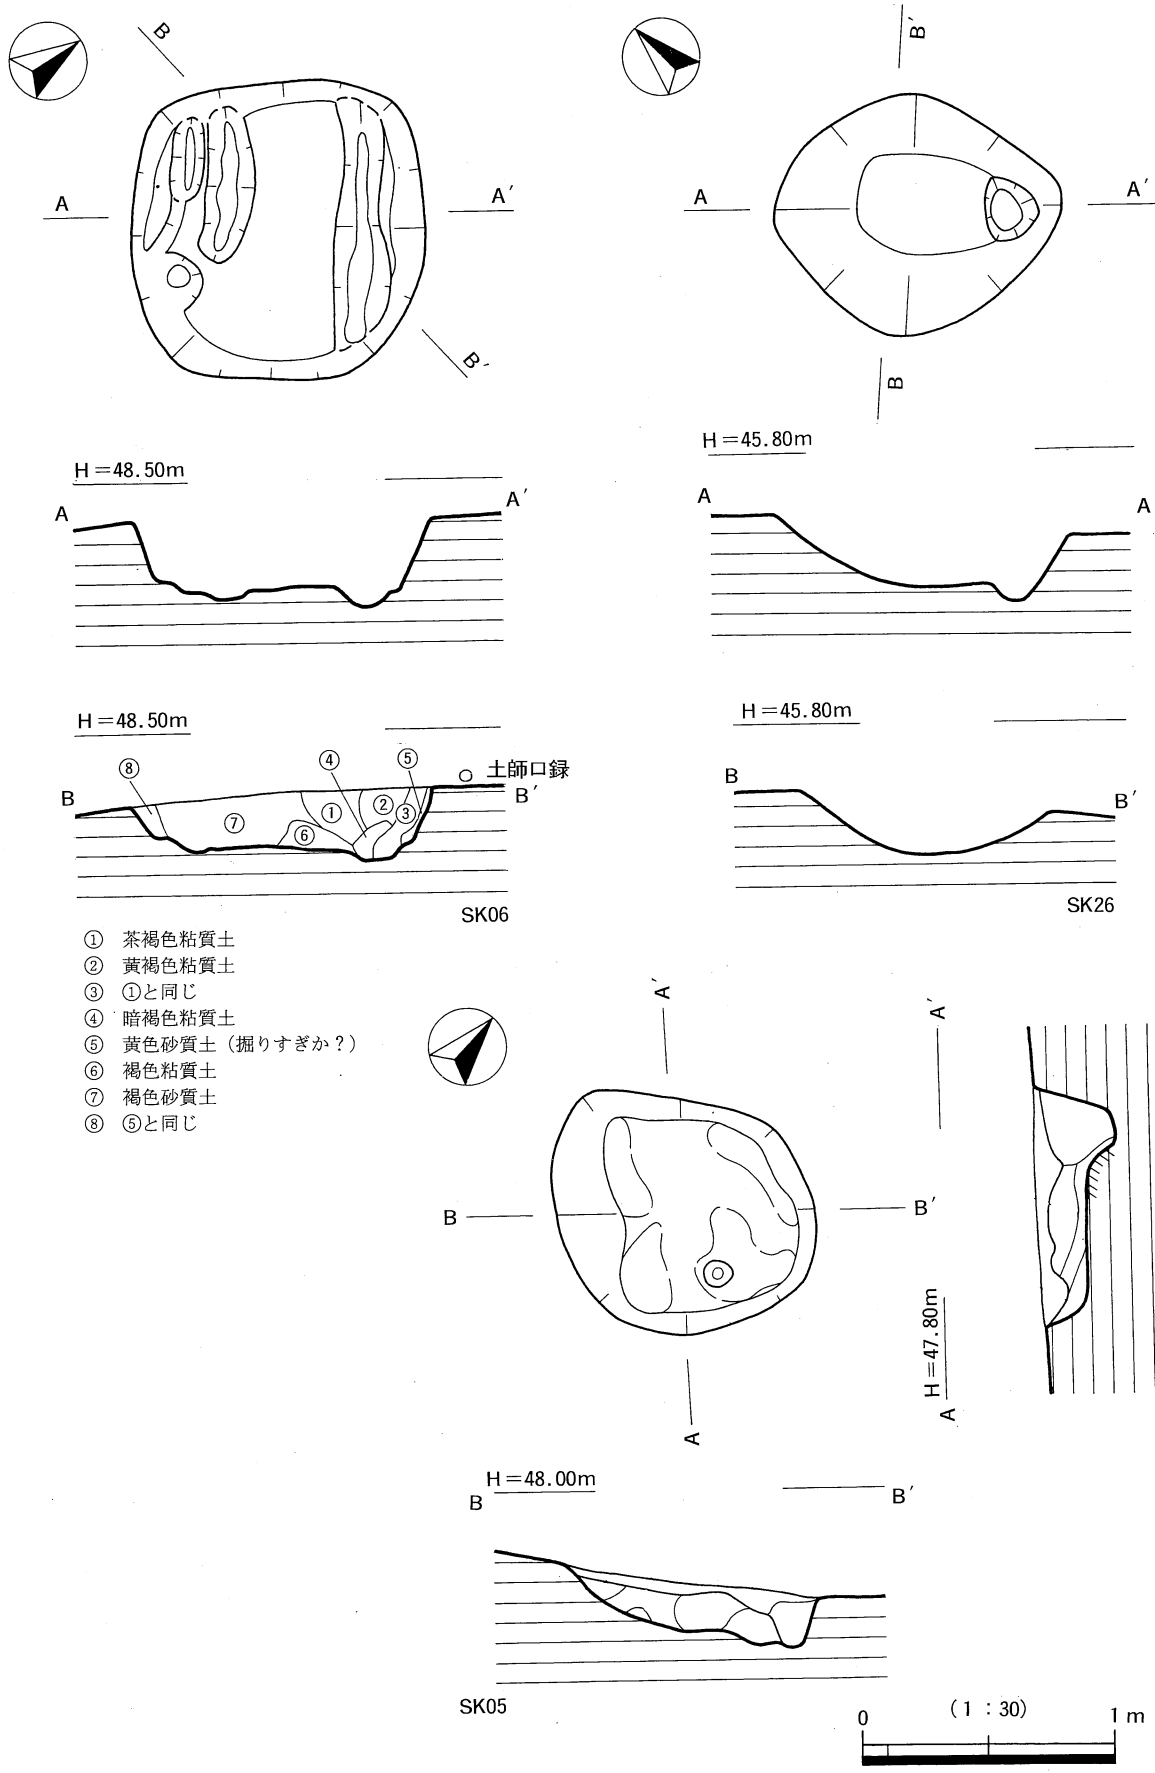 B
A
A′
B′
H=48.50m
A
A′
H=48.50m
⑧
④
⑤
土師口録
B
B′
⑦
①
②
③
⑥
SK06
① 茶褐色粘質土
② 黄褐色粘質土
③ ①と同じ
④ 暗褐色粘質土
⑤ 黄色砂質土（掘りすぎか？）
⑥ 褐色粘質土
⑦ 褐色砂質土
⑧ ⑤と同じ
B′
A
A′
B
H=45.80m
A
A
H=45.80m
B
B′
SK26
A′
B
B′
A
A′
H=47.80m
A
H=48.00m
B
B′
SK05
(1:30)
0
1m